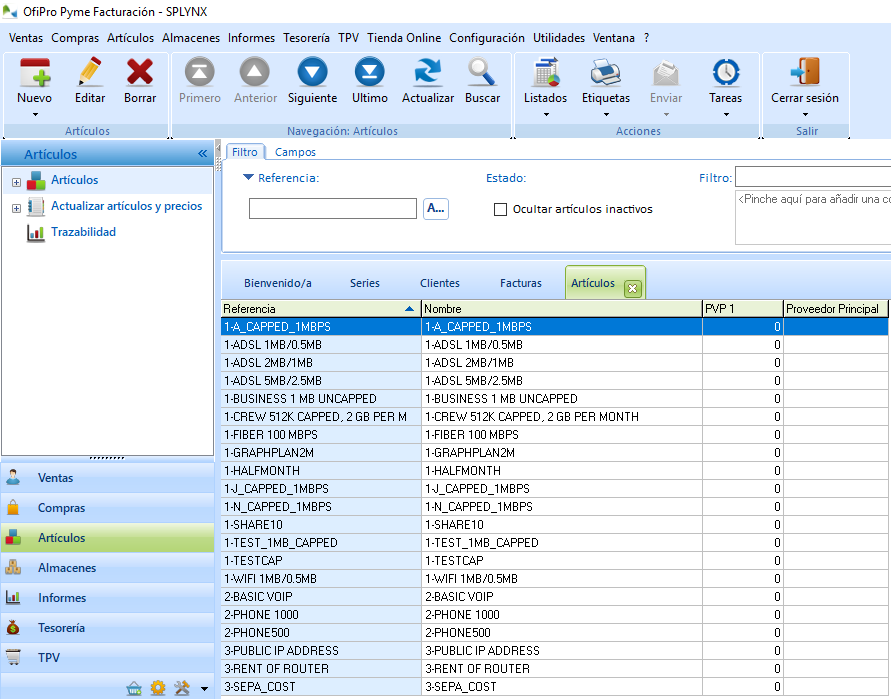 OfiPro Pyme Facturación - SPLYNX
Ventas Compras Artículos Almacenes Informes Tesorería TPV Tienda Online Configuración Utilidades Ventana ?
Nuevo Editar Borrar Primero Anterior Siguiente Ultimo Actualizar Buscar Listados Etiquetas Enviar Tareas Cerrar sesión
Artículos Navegación: Artículos Acciones Salir
Artículos «
Artículos
Actualizar artículos y precios
Trazabilidad
Filtro Campos
Referencia: Estado: Filtro:
A... Ocultar artículos inactivos
<Pinche aquí para añadir una co
Bienvenido/a Series Clientes Facturas Artículos
Referencia Nombre PVP 1 Proveedor Principal
1-A_CAPPED_1MBPS 1-A_CAPPED_1MBPS 0
1-ADSL 1MB/0.5MB 1-ADSL 1MB/0.5MB 0
1-ADSL 2MB/1MB 1-ADSL 2MB/1MB 0
1-ADSL 5MB/2.5MB 1-ADSL 5MB/2.5MB 0
1-BUSINESS 1 MB UNCAPPED 1-BUSINESS 1 MB UNCAPPED 0
1-CREW 512K CAPPED, 2 GB PER M 1-CREW 512K CAPPED, 2 GB PER MONTH 0
1-FIBER 100 MBPS 1-FIBER 100 MBPS 0
1-GRAPHPLAN2M 1-GRAPHPLAN2M 0
1-HALFMONTH 1-HALFMONTH 0
1-J_CAPPED_1MBPS 1-J_CAPPED_1MBPS 0
1-N_CAPPED_1MBPS 1-N_CAPPED_1MBPS 0
1-SHARE10 1-SHARE10 0
1-TEST_1MB_CAPPED 1-TEST_1MB_CAPPED 0
1-TESTCAP 1-TESTCAP 0
1-WIFI 1MB/0.5MB 1-WIFI 1MB/0.5MB 0
2-BASIC VOIP 2-BASIC VOIP 0
2-PHONE 1000 2-PHONE 1000 0
2-PHONE500 2-PHONE500 0
3-PUBLIC IP ADDRESS 3-PUBLIC IP ADDRESS 0
3-RENT OF ROUTER 3-RENT OF ROUTER 0
3-SEPA_COST 3-SEPA_COST 0
Ventas
Compras
Artículos
Almacenes
Informes
Tesorería
TPV